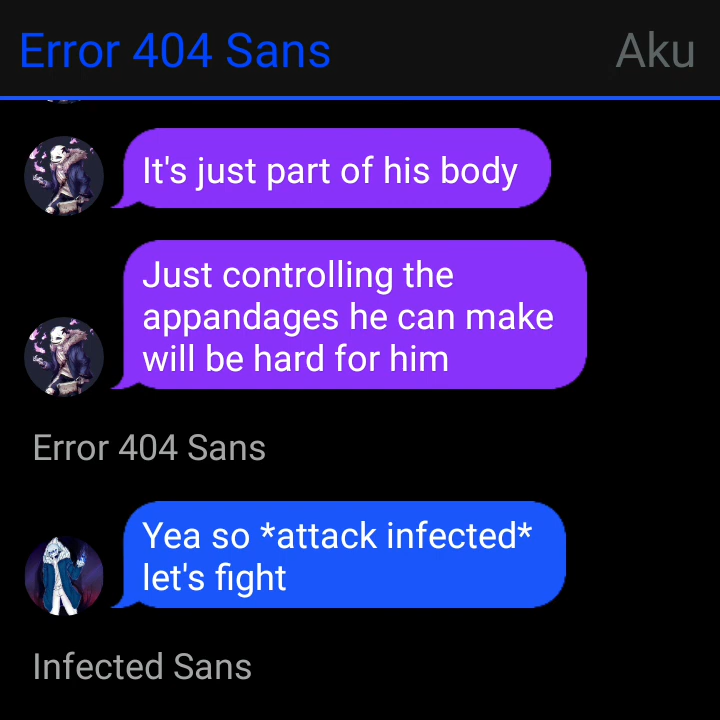 Error 404 Sans Aku
It's just part of his body
Just controlling the
appandages he can make
will be hard for him
Error 404 Sans
Yea so *attack infected*
let's fight
Infected Sans